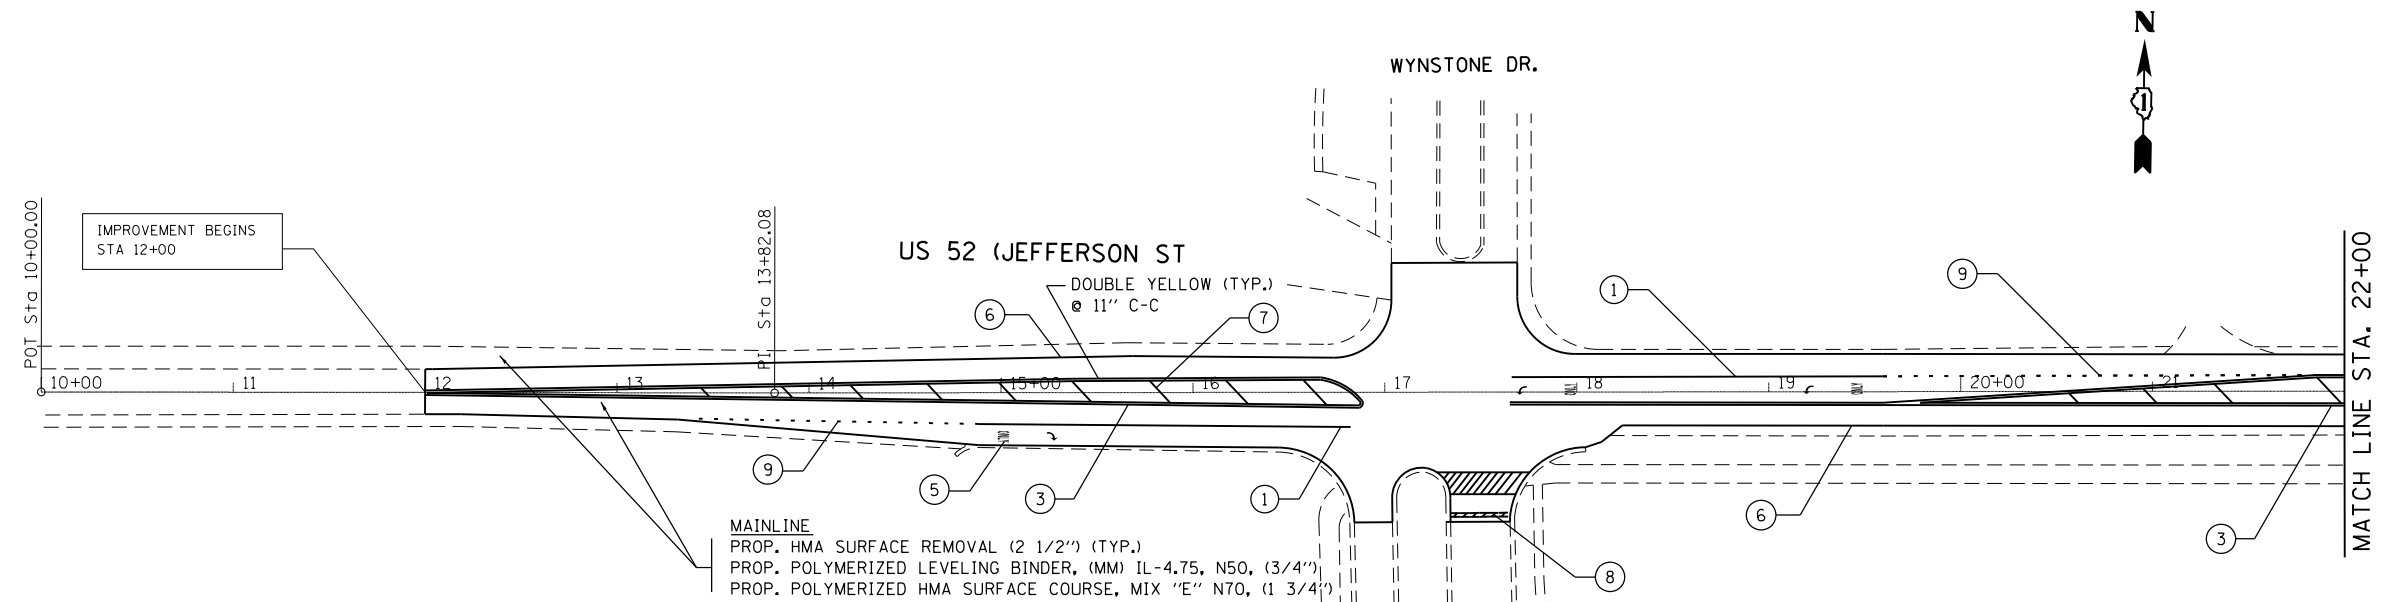 N
1
WYNSTONE DR.
POT Sta 10+00.00
IMPROVEMENT BEGINS
STA 12+00
PI Sta 13+82.08
US 52 (JEFFERSON ST
DOUBLE YELLOW (TYP.)
@ 11" C-C
6
7
1
9
10+00
11
12
13
14
15+00
16
17
18
19
20+00
21
ONLY
ONLY
ONLY
9
5
3
1
6
3
8
MATCH LINE STA. 22+00
MAINLINE
PROP. HMA SURFACE REMOVAL (2 1/2") (TYP.)
PROP. POLYMERIZED LEVELING BINDER, (MM) IL-4.75, N50, (3/4")
PROP. POLYMERIZED HMA SURFACE COURSE, MIX "E" N70, (1 3/4")